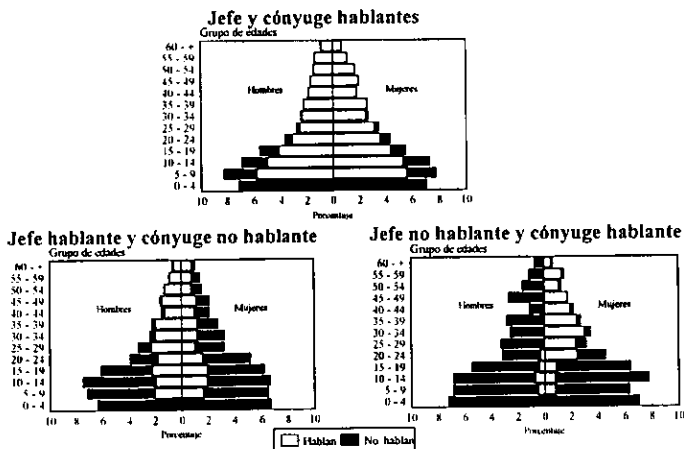 Jefe y cónyuge hablantes
Grupo de edades
60 - +
55 - 59
50 - 54
45 - 49
40 - 44
35 - 39
30 - 34
25 - 29
20 - 24
15 - 19
10 - 14
5 - 9
0 - 4
Hombres
Mujeres
10 8 6 4 2 0 2 4 6 8 10
Porcentaje
Jefe hablante y cónyuge no hablante
Grupo de edades
60 - +
55 - 59
50 - 54
45 - 49
40 - 44
35 - 39
30 - 34
25 - 29
20 - 24
15 - 19
10 - 14
5 - 9
0 - 4
Hombres
Mujeres
10 8 6 4 2 0 2 4 6 8 10
Porcentaje
Jefe no hablante y cónyuge hablante
Grupo de edades
60 - +
55 - 59
50 - 54
45 - 49
40 - 44
35 - 39
30 - 34
25 - 29
20 - 24
15 - 19
10 - 14
5 - 9
0 - 4
Hombres
Mujeres
10 8 6 4 2 0 2 4 6 8 10
Porcentaje
Hablan No hablan